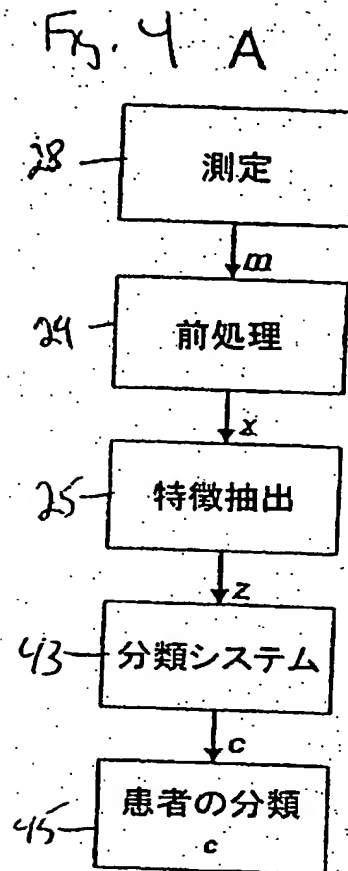 Fig. 4 A
28 測定
m
24 前処理
x
25 特徴抽出
z
43 分類システム
c
45 患者の分類
c